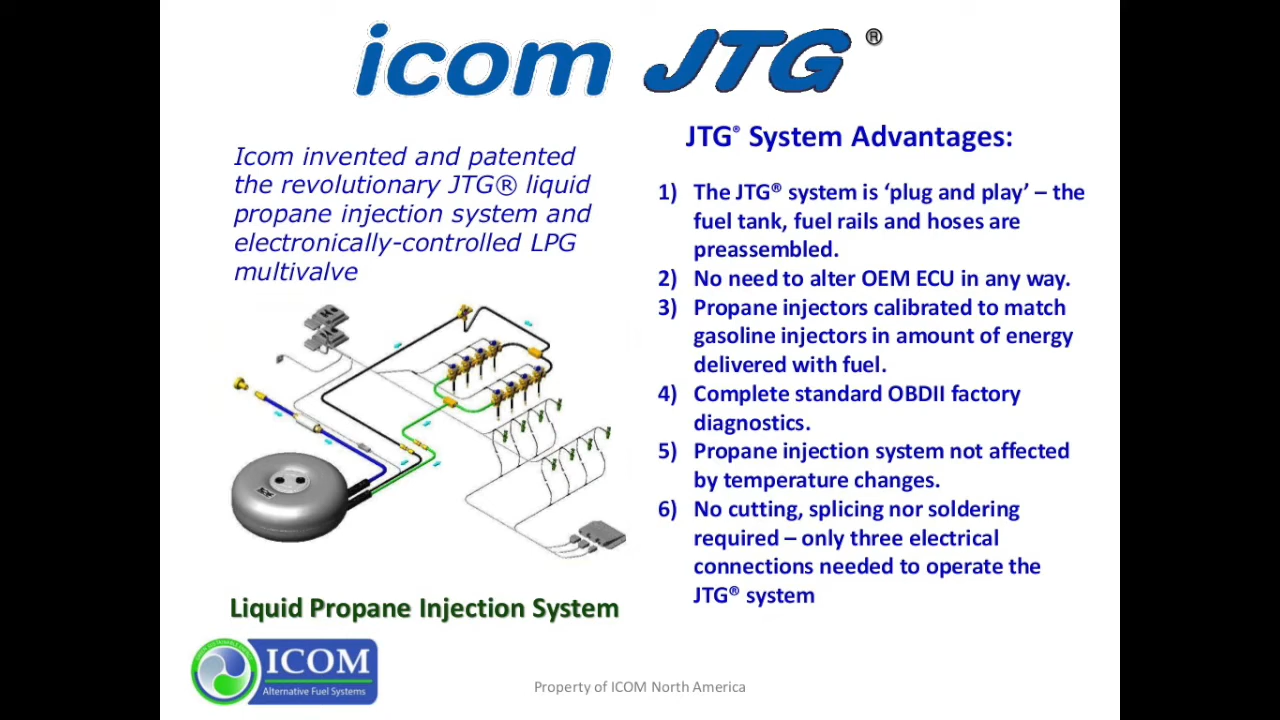 icom JTG ®
Icom invented and patented
the revolutionary JTG® liquid
propane injection system and
electronically-controlled LPG
multivalve
Liquid Propane Injection System
JTG® System Advantages:
1) The JTG® system is ‘plug and play’ – the
fuel tank, fuel rails and hoses are
preassembled.
2) No need to alter OEM ECU in any way.
3) Propane injectors calibrated to match
gasoline injectors in amount of energy
delivered with fuel.
4) Complete standard OBDII factory
diagnostics.
5) Propane injection system not affected
by temperature changes.
6) No cutting, splicing nor soldering
required – only three electrical
connections needed to operate the
JTG® system
ICOM
Alternative Fuel Systems
Property of ICOM North America